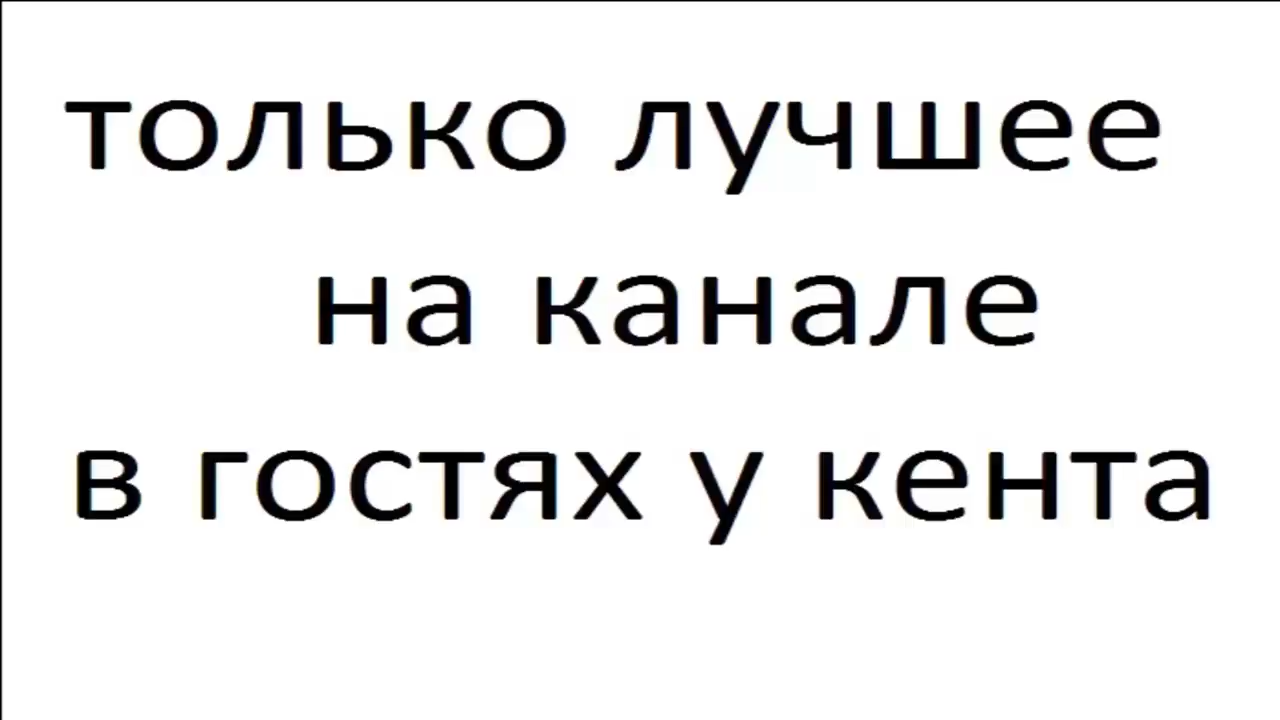 только лучшее
на канале
в гостях у кента